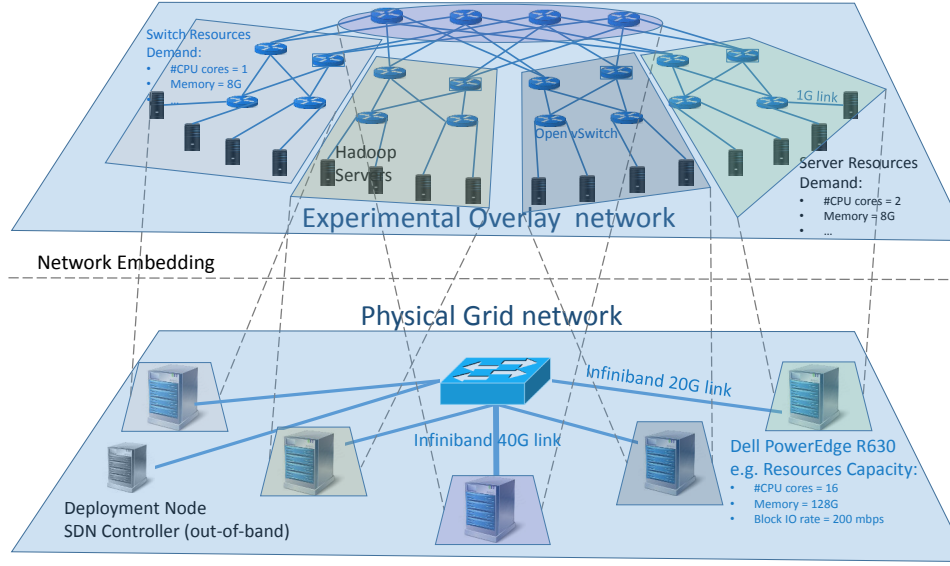 Switch Resources
Demand:
• #CPU cores = 1
• Memory = 8G
• ...
1G link
Open vSwitch
Hadoop
Servers
Server Resources
Demand:
• #CPU cores = 2
• Memory = 8G
• ...
Experimental Overlay network
Network Embedding
Physical Grid network
Infiniband 20G link
Infiniband 40G link
Dell PowerEdge R630
e.g. Resources Capacity:
• #CPU cores = 16
• Memory = 128G
• Block IO rate = 200 mbps
Deployment Node
SDN Controller (out-of-band)